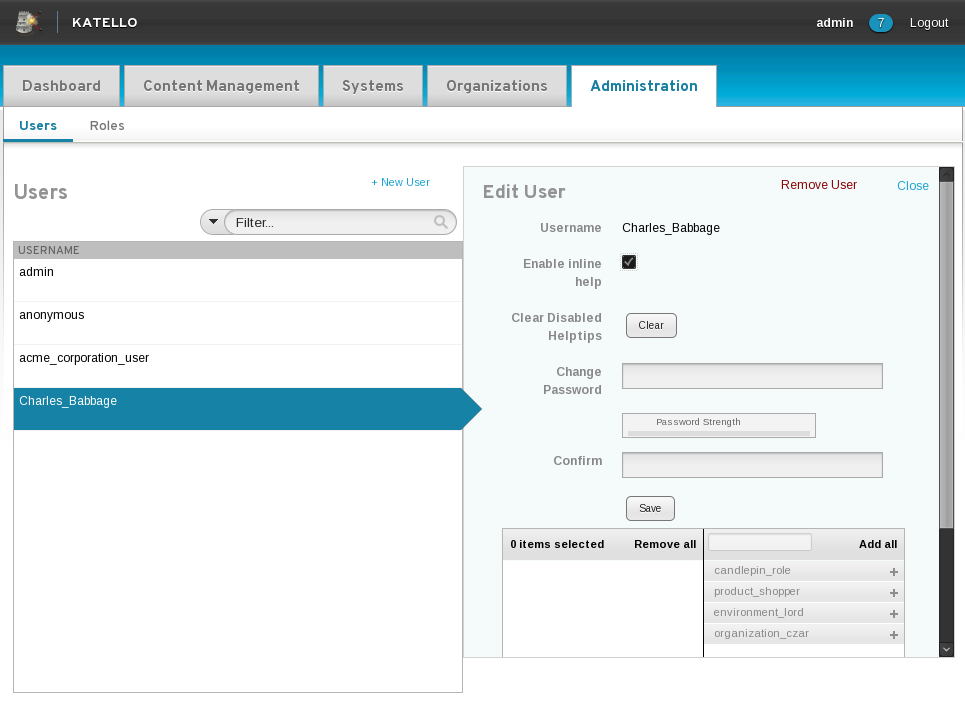 KATELLO
admin 7 Logout
Dashboard Content Management Systems Organizations Administration
Users Roles
Users
+ New User
Filter...
USERNAME
admin
anonymous
acme_corporation_user
Charles_Babbage
Edit User
Remove User Close
Username Charles_Babbage
Enable inline
help
Clear Disabled
Helptips
Clear
Change
Password
Password Strength
Confirm
Save
0 items selected Remove all Add all
candlepin_role +
product_shopper +
environment_lord +
organization_czar +